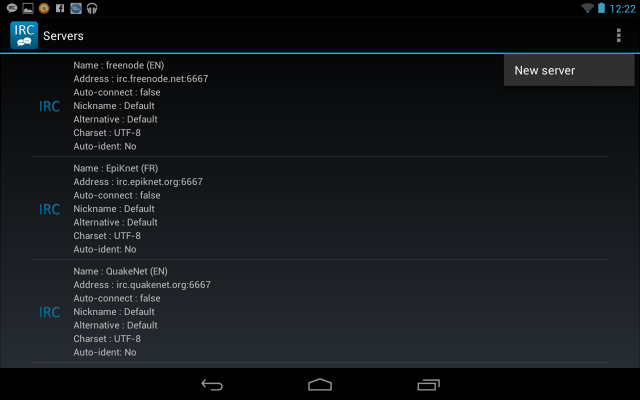 12:22
IRC
Servers
New server
Name : freenode (EN)
Address : irc.freenode.net:6667
Auto-connect : false
IRC
Nickname : Default
Alternative : Default
Charset : UTF-8
Auto-ident: No
Name : EpiKnet (FR)
Address : irc.epiknet.org:6667
Auto-connect : false
IRC
Nickname : Default
Alternative : Default
Charset : UTF-8
Auto-ident: No
Name : QuakeNet (EN)
Address : irc.quakenet.org:6667
Auto-connect : false
IRC
Nickname : Default
Alternative : Default
Charset : UTF-8
Auto-ident: No